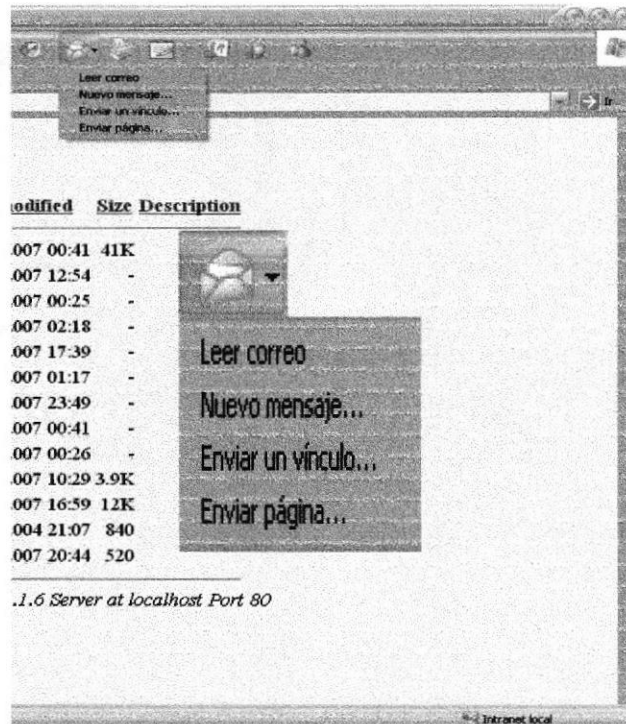 Leer correo
Nuevo mensaje...
Enviar un vínculo...
Enviar página...
Ir
odified Size Description
.007 00:41 41K
.007 12:54 -
.007 00:25 -
.007 02:18 -
.007 17:39 -
.007 01:17 -
.007 23:49 -
.007 00:41 -
.007 00:26 -
.007 10:29 3.9K
.007 16:59 12K
.004 21:07 840
.007 20:44 520
Leer correo
Nuevo mensaje...
Enviar un vínculo...
Enviar página...
.1.6 Server at localhost Port 80
Intranet local